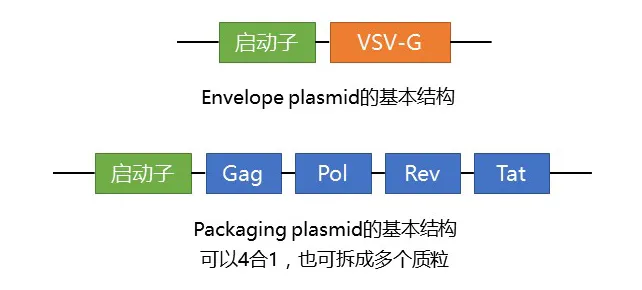 启动子 VSV-G
Envelope plasmid的基本结构
启动子 Gag Pol Rev Tat
Packaging plasmid的基本结构
可以4合1，也可拆成多个质粒